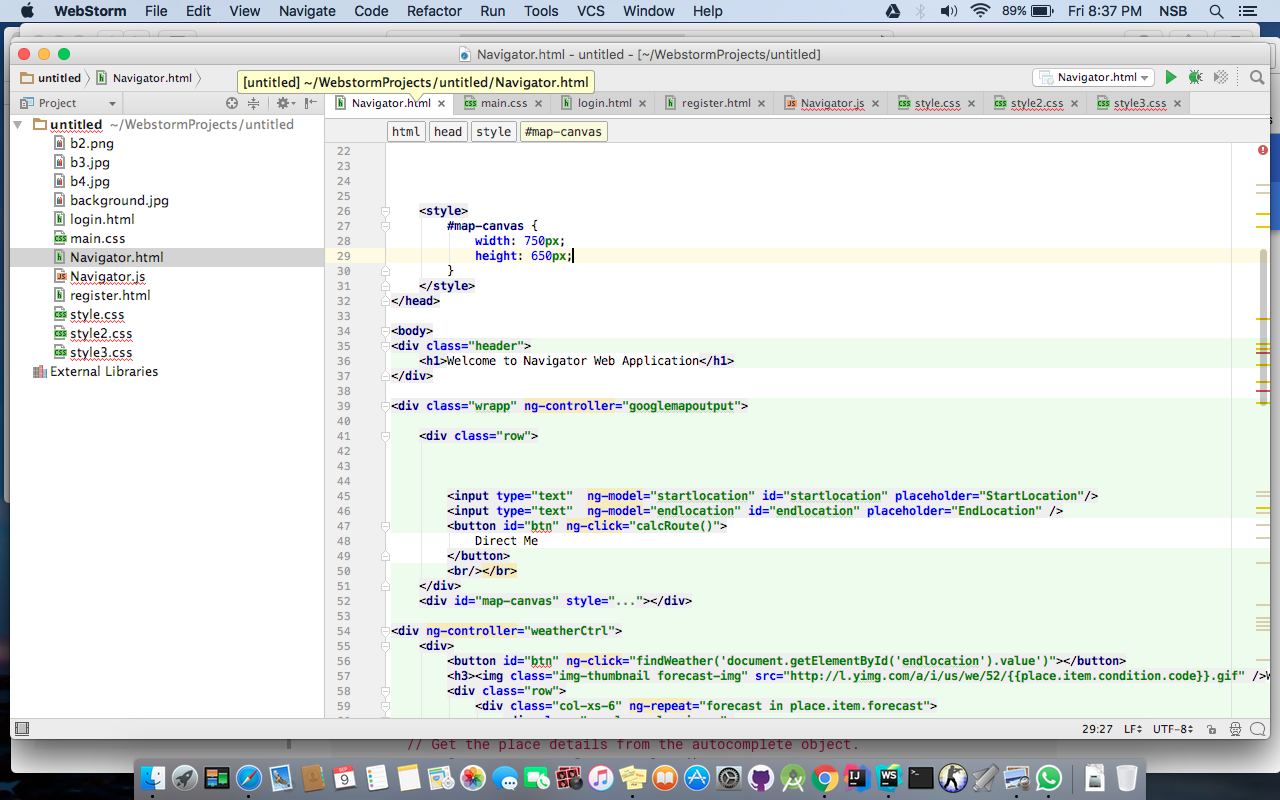 WebStorm File Edit View Navigate Code Refactor Run Tools VCS Window Help 89% Fri 8:37 PM NSB
Navigator.html - untitled - [~/WebstormProjects/untitled]
untitled Navigator.html Navigator.html
[untitled] ~/WebstormProjects/untitled/Navigator.html
Project
Navigator.html main.css login.html register.html Navigator.js style.css style2.css style3.css
html head style #map-canvas
untitled ~/WebstormProjects/untitled
b2.png
b3.jpg
b4.jpg
background.jpg
login.html
main.css
Navigator.html
Navigator.js
register.html
style.css
style2.css
style3.css
External Libraries
22
23
24
25
26 <style>
27 #map-canvas {
28 width: 750px;
29 height: 650px;
30 }
31 </style>
32 </head>
33
34 <body>
35 <div class="header">
36 <h1>Welcome to Navigator Web Application</h1>
37 </div>
38
39 <div class="wrapp" ng-controller="googlemapoutput">
40
41 <div class="row">
42
43
44
45 <input type="text"  ng-model="startlocation" id="startlocation" placeholder="StartLocation"/>
46 <input type="text"  ng-model="endlocation" id="endlocation" placeholder="EndLocation" />
47 <button id="btn" ng-click="calcRoute()">
48 Direct Me
49 </button>
50 <br/></br>
51 </div>
52 <div id="map-canvas" style="..."></div>
53
54 <div ng-controller="weatherCtrl">
55 <div>
56 <button id="btn" ng-click="findWeather('document.getElementById('endlocation').value')"></button>
57 <h3><img class="img-thumbnail forecast-img" src="http://l.yimg.com/a/i/us/we/52/{{place.item.condition.code}}.gif" />
58 <div class="row">
59 <div class="col-xs-6" ng-repeat="forecast in place.item.forecast">
29:27 LF UTF-8
// Get the place details from the autocomplete object.
SEP
9
WS